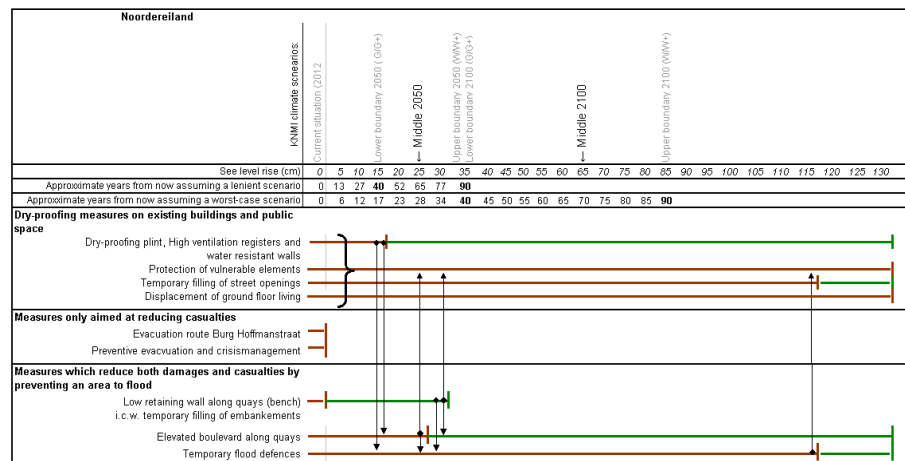 Noordereiland
KNMI climate scnearios:
Current situation (2012
Lower boundary 2050 ( G/G+)
← Middle 2050
Upper boundary 2050 (W/W+)
Lower boundary 2100 (G/G+)
← Middle 2100
Upper boundary 2100 (W/W+)
See level rise (cm) 0 5 10 15 20 25 30 35 40 45 50 55 60 65 70 75 80 85 90 95 100 105 110 115 120 125 130
Approxximate years from now assuming a lenient scenario 0 13 27 40 52 65 77 90
Approximate years from now assuming a worst-case scenario 0 6 12 17 23 28 34 40 45 50 55 60 65 70 75 80 85 90
Dry-proofing measures on existing buildings and public
space
Dry-proofing plint, High ventilation registers and
water resistant walls
Protection of vulnerable elements
Temporary filling of street openings
Displacement of ground floor living
Measures only aimed at reducing casualties
Evacuation route Burg Hoffmanstraat
Preventive evacvuation and crisismanagement
Measures which reduce both damages and casualties by
preventing an area to flood
Low retaining wall along quays (bench)
i.c.w. temporary filling of embankements
Elevated boulevard along quays
Temporary flood defences